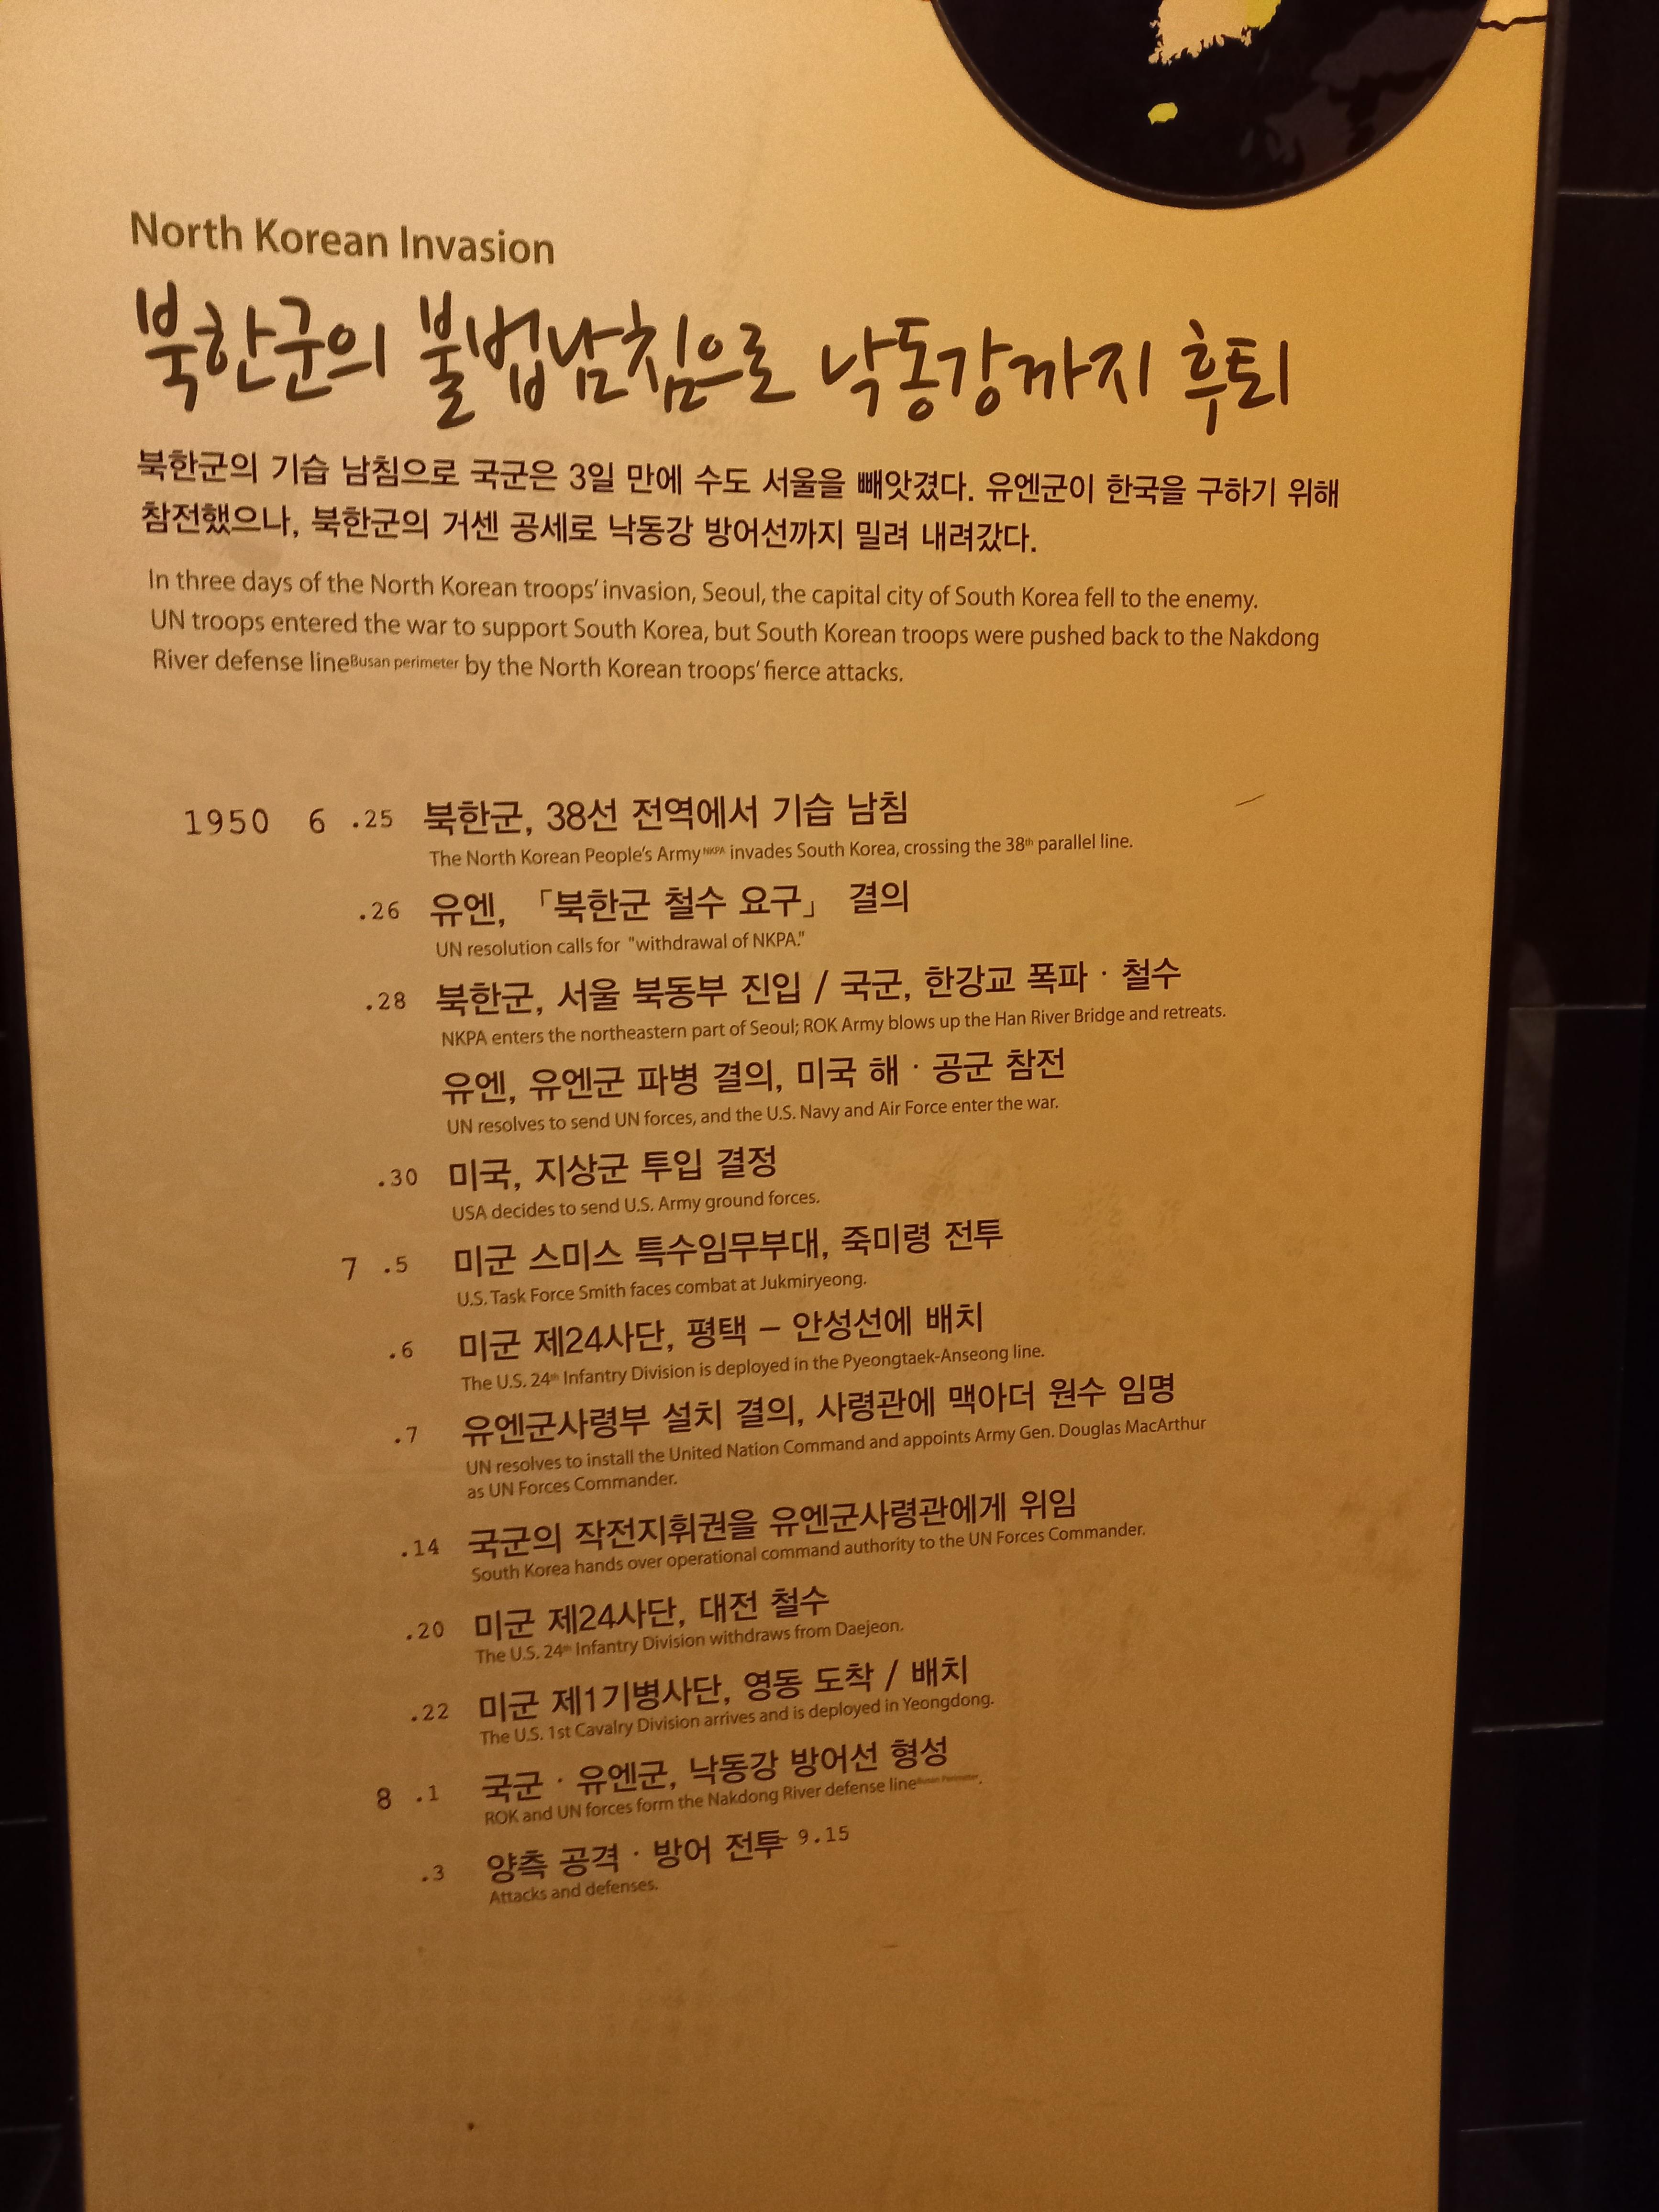 North Korean Invasion
북한군의 불법남침으로 낙동강까지 후퇴
북한군의 기습 남침으로 국군은 3일 만에 수도 서울을 빼앗겼다. 유엔군이 한국을 구하기 위해
참전했으나, 북한군의 거센 공세로 낙동강 방어선까지 밀려 내려갔다.
In three days of the North Korean troops' invasion, Seoul, the capital city of South Korea fell to the enemy.
UN troops entered the war to support South Korea, but South Korean troops were pushed back to the Nakdong
River defense line Busan perimeter by the North Korean troops' fierce attacks.
1950 6 .25 북한군, 38선 전역에서 기습 남침
The North Korean People's Army NKPA invades South Korea, crossing the 38th parallel line.
.26 유엔, 「북한군 철수 요구」 결의
UN resolution calls for "withdrawal of NKPA."
.28 북한군, 서울 북동부 진입 / 국군, 한강교 폭파 · 철수
NKPA enters the northeastern part of Seoul; ROK Army blows up the Han River Bridge and retreats.
유엔, 유엔군 파병 결의, 미국 해 · 공군 참전
UN resolves to send UN forces, and the U.S. Navy and Air Force enter the war.
.30 미국, 지상군 투입 결정
USA decides to send U.S. Army ground forces.
7 .5 미군 스미스 특수임무부대, 죽미령 전투
U.S. Task Force Smith faces combat at Jukmiryeong.
.6 미군 제24사단, 평택 – 안성선에 배치
The U.S. 24th Infantry Division is deployed in the Pyeongtaek-Anseong line.
.7 유엔군사령부 설치 결의, 사령관에 맥아더 원수 임명
UN resolves to install the United Nation Command and appoints Army Gen. Douglas MacArthur
as UN Forces Commander.
.14 국군의 작전지휘권을 유엔군사령관에게 위임
South Korea hands over operational command authority to the UN Forces Commander.
.20 미군 제24사단, 대전 철수
The U.S. 24th Infantry Division withdraws from Daejeon.
.22 미군 제1기병사단, 영동 도착 / 배치
The U.S. 1st Cavalry Division arrives and is deployed in Yeongdong.
8 .1 국군 · 유엔군, 낙동강 방어선 형성
ROK and UN forces form the Nakdong River defense line Busan Perimeter.
.3 양측 공격 · 방어 전투~ 9.15
Attacks and defenses.